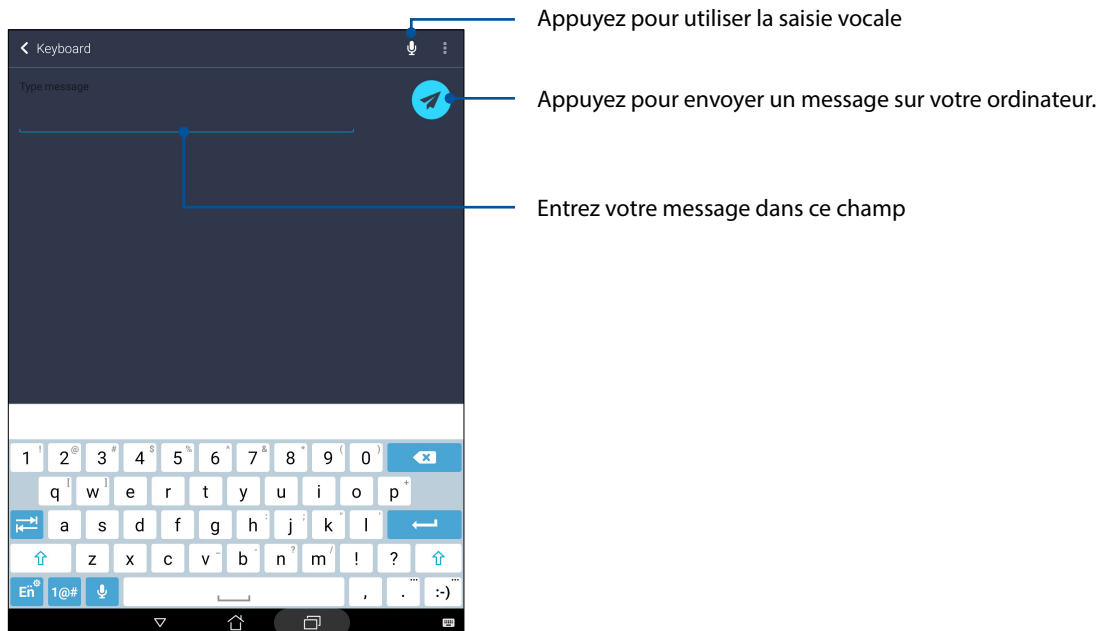 Appuyez pour utiliser la saisie vocale
Keyboard
Type message
Appuyez pour envoyer un message sur votre ordinateur.
Entrez votre message dans ce champ
1 ! 2 @ 3 # 4 $ 5 % 6 ^ 7 & 8 * 9 ( 0 )
q [ w ] e r t y u i o p +
a s d f g h : j ; k " l '
z x c v - b - n ? m / ! ?
En 1@# , . ... :-) ...